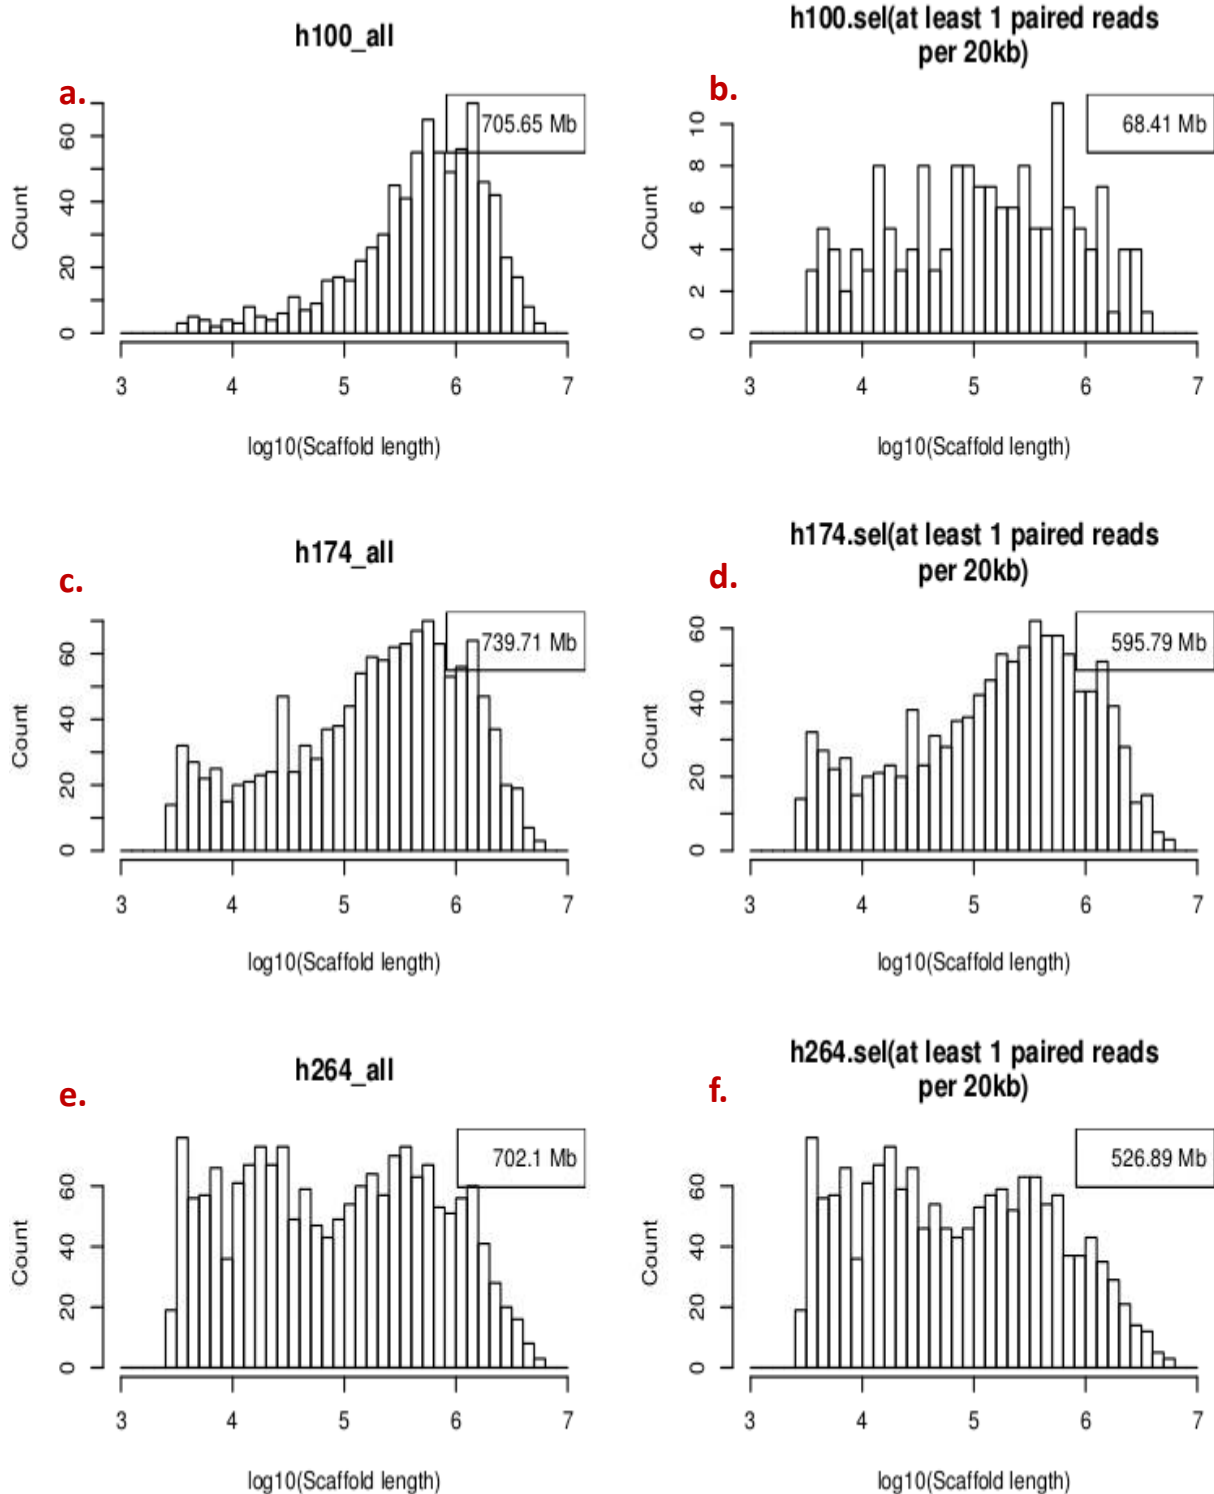 h100_all
a.
705.65 Mb
Count
0
20
40
60
3 4 5 6 7
log10(Scaffold length)
h100.sel(at least 1 paired reads
per 20kb)
b.
68.41 Mb
Count
0
2
4
6
8
10
3 4 5 6 7
log10(Scaffold length)
h174_all
c.
739.71 Mb
Count
0
20
40
60
3 4 5 6 7
log10(Scaffold length)
h174.sel(at least 1 paired reads
per 20kb)
d.
595.79 Mb
Count
0
20
40
60
3 4 5 6 7
log10(Scaffold length)
h264_all
e.
702.1 Mb
Count
0
20
40
60
3 4 5 6 7
log10(Scaffold length)
h264.sel(at least 1 paired reads
per 20kb)
f.
526.89 Mb
Count
0
20
40
60
3 4 5 6 7
log10(Scaffold length)